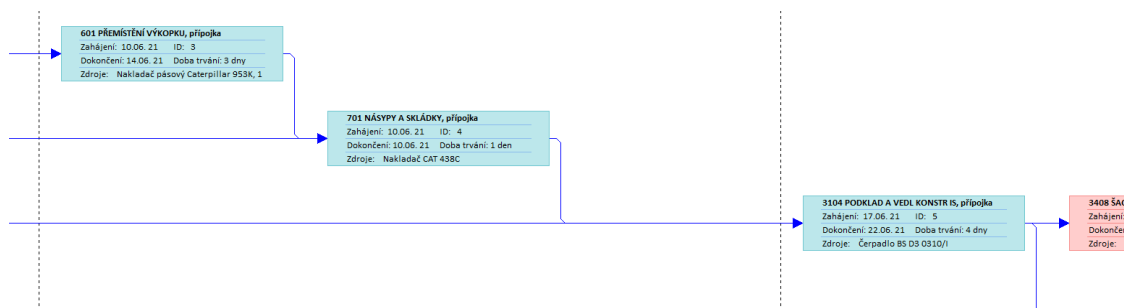 601 PŘEMÍSTĚNÍ VÝKOPKU, přípojka
Zahájení: 10.06. 21 ID: 3
Dokončení: 14.06. 21 Doba trvání: 3 dny
Zdroje: Nakladač pásový Caterpillar 953K, 1
701 NÁSYPY A SKLÁDKY, přípojka
Zahájení: 10.06. 21 ID: 4
Dokončení: 10.06. 21 Doba trvání: 1 den
Zdroje: Nakladač CAT 438C
3104 PODKLAD A VEDL KONSTR IS, přípojka
Zahájení: 17.06. 21 ID: 5
Dokončení: 22.06. 21 Doba trvání: 4 dny
Zdroje: Čerpadlo BS D3 0310/I
3408
Zahájení:
Zdroje: